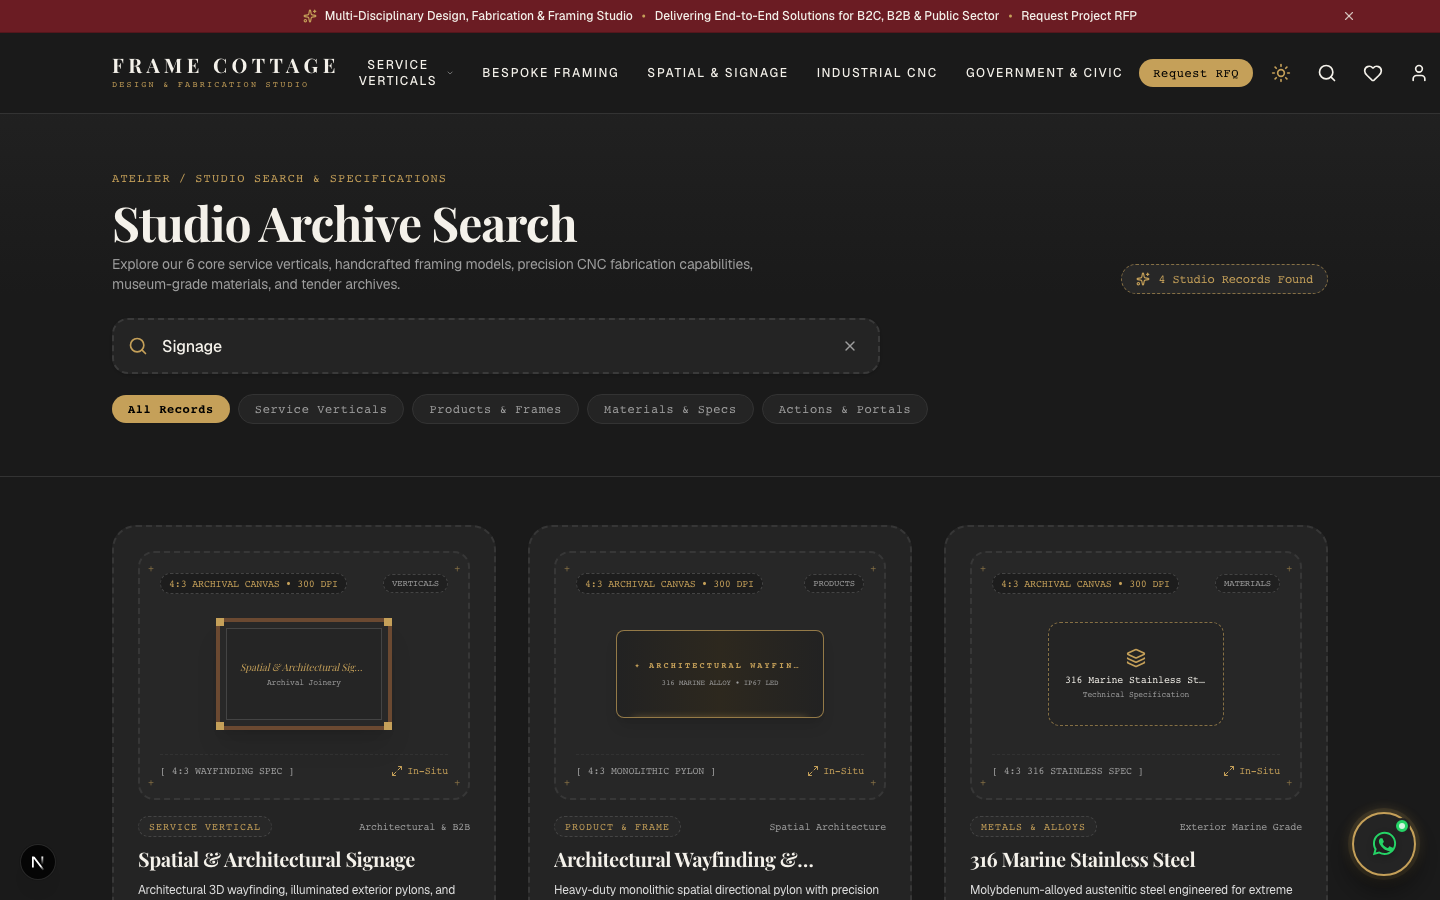 Multi-Disciplinary Design, Fabrication & Framing Studio • Delivering End-to-End Solutions for B2C, B2B & Public Sector • Request Project RFP
FRAME COTTAGE
DESIGN & FABRICATION STUDIO
SERVICE VERTICALS
BESPOKE FRAMING
SPATIAL & SIGNAGE
INDUSTRIAL CNC
GOVERNMENT & CIVIC
Request RFQ
ATELIER / STUDIO SEARCH & SPECIFICATIONS
Studio Archive Search
Explore our 6 core service verticals, handcrafted framing models, precision CNC fabrication capabilities,
museum-grade materials, and tender archives.
4 Studio Records Found
Signage
All Records
Service Verticals
Products & Frames
Materials & Specs
Actions & Portals
4:3 ARCHIVAL CANVAS • 300 DPI
VERTICALS
Spatial & Architectural Sig...
Archival Joinery
[ 4:3 WAYFINDING SPEC ]
In-Situ
SERVICE VERTICAL
Architectural & B2B
Spatial & Architectural Signage
Architectural 3D wayfinding, illuminated exterior pylons, and
4:3 ARCHIVAL CANVAS • 300 DPI
PRODUCTS
✦ ARCHITECTURAL WAYFIN…
316 MARINE ALLOY • IP67 LED
[ 4:3 MONOLITHIC PYLON ]
In-Situ
PRODUCT & FRAME
Spatial Architecture
Architectural Wayfinding &...
Heavy-duty monolithic spatial directional pylon with precision
4:3 ARCHIVAL CANVAS • 300 DPI
MATERIALS
316 Marine Stainless St…
Technical Specification
[ 4:3 316 STAINLESS SPEC ]
In-Situ
METALS & ALLOYS
Exterior Marine Grade
316 Marine Stainless Steel
Molybdenum-alloyed austenitic steel engineered for extreme
N